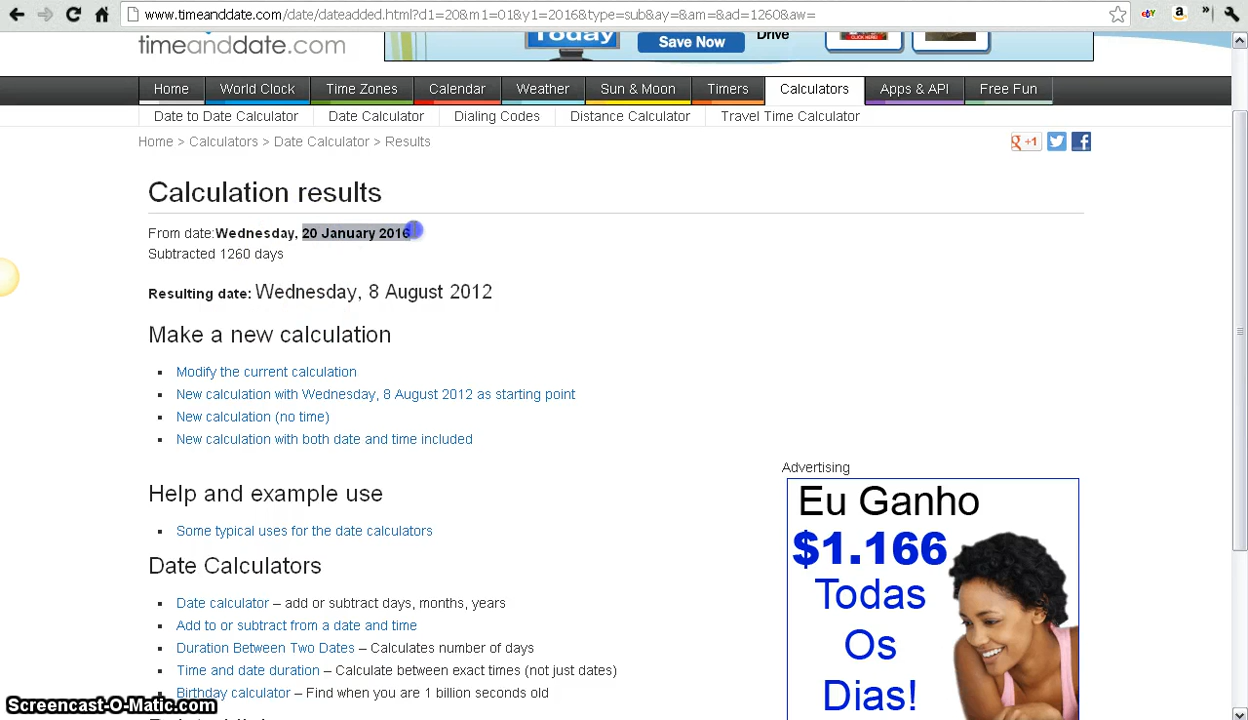 www.timeanddate.com/date/dateadded.html?d1=20&m1=01&y1=2016&type=sub&ay=&am=&ad=1260&aw=
timeanddate.com
Today
Save Now
Drive
Home World Clock Time Zones Calendar Weather Sun & Moon Timers Calculators Apps & API Free Fun
Date to Date Calculator Date Calculator Dialing Codes Distance Calculator Travel Time Calculator
Home > Calculators > Date Calculator > Results
+1
Calculation results
From date:Wednesday, 20 January 2016
Subtracted 1260 days
Resulting date: Wednesday, 8 August 2012
Make a new calculation
Modify the current calculation
New calculation with Wednesday, 8 August 2012 as starting point
New calculation (no time)
New calculation with both date and time included
Help and example use
Some typical uses for the date calculators
Date Calculators
Date calculator – add or subtract days, months, years
Add to or subtract from a date and time
Duration Between Two Dates – Calculates number of days
Time and date duration – Calculate between exact times (not just dates)
Birthday calculator – Find when you are 1 billion seconds old
Advertising
Eu Ganho
$1.166
Todas
Os
Dias!
Screencast-O-Matic.com